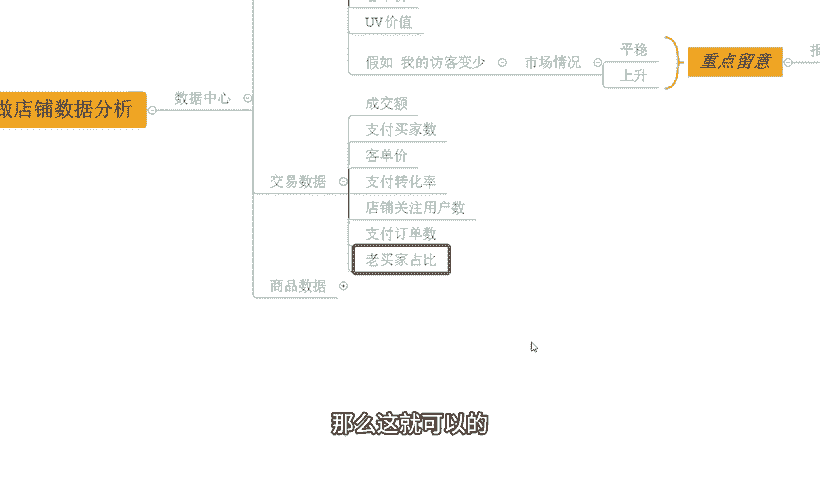 UV价值
假如 我的访客变少
市场情况
平稳
上升
重点留意
做店铺数据分析
数据中心
成交额
支付买家数
客单价
交易数据
支付转化率
店铺关注用户数
支付订单数
老买家占比
商品数据
那么这就可以的